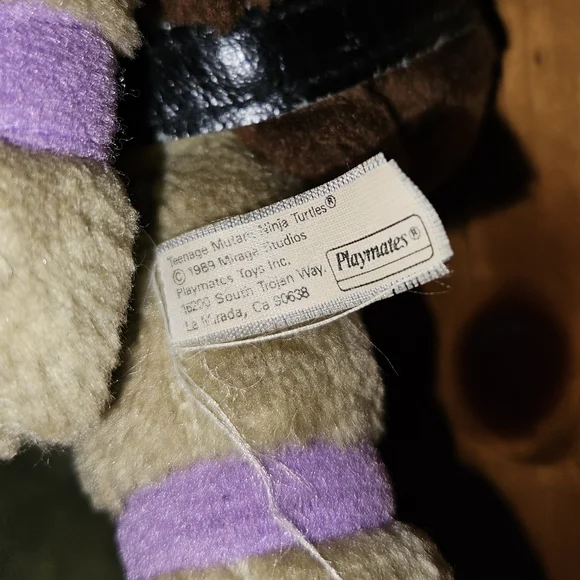 Teenage Mutant Ninja Turtles®
© 1989 Mirage Studios
Playmates Toys Inc.
16200 South Trojan Way.
La Mirada, Ca 90638
Playmates®